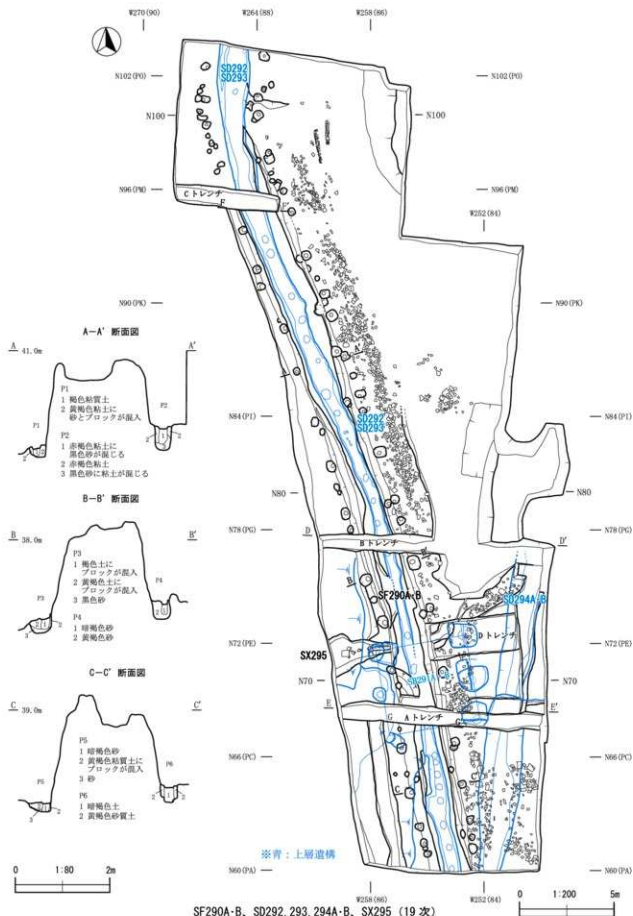 W270(90)
W264(88)
W258(86)
N102(PO)
N102(PO)
SD292
SD293
N100
N100
N96(PM)
N96(PM)
Cトレンチ
F
F'
W252(84)
N90(PK)
N90(PK)
A－A' 断面図
A
41.0m
A'
P1
1 褐色粘質土
2 黄褐色粘土に
砂とブロックが混入
P2
1 赤褐色粘土に
黒色砂が混じる
2 赤褐色粘土
3 黒色砂に粘土が混じる
P1
P2
A'
N84(PI)
N84(PI)
SD292
SD293
N80
N80
B－B' 断面図
N78(PG)
N78(PG)
D
Bトレンチ
D'
B
38.0m
B'
P3
1 褐色土に
ブロックが混入
2 黄褐色土に
ブロックが混入
3 黒色砂
P4
1 暗褐色砂
2 黄褐色砂
P3
P4
B
SF290A・B
SD294A・B
N72(PE)
N72(PE)
Dトレンチ
SX295
N70
N70
C－C' 断面図
E
G
Aトレンチ
G'
E'
C
39.0m
C'
P5
1 暗褐色砂
2 黄褐色粘質土に
ブロックが混入
3 砂
P6
1 暗褐色土
2 黄褐色砂質土
P5
P6
N66(PC)
N66(PC)
C
※青：上層遺構
0
1:80
2m
N60(PA)
N60(PA)
W258(86)
W252(84)
0
1:200
5m
SF290A・B、SD292,293,294A・B、SX295（19 次）